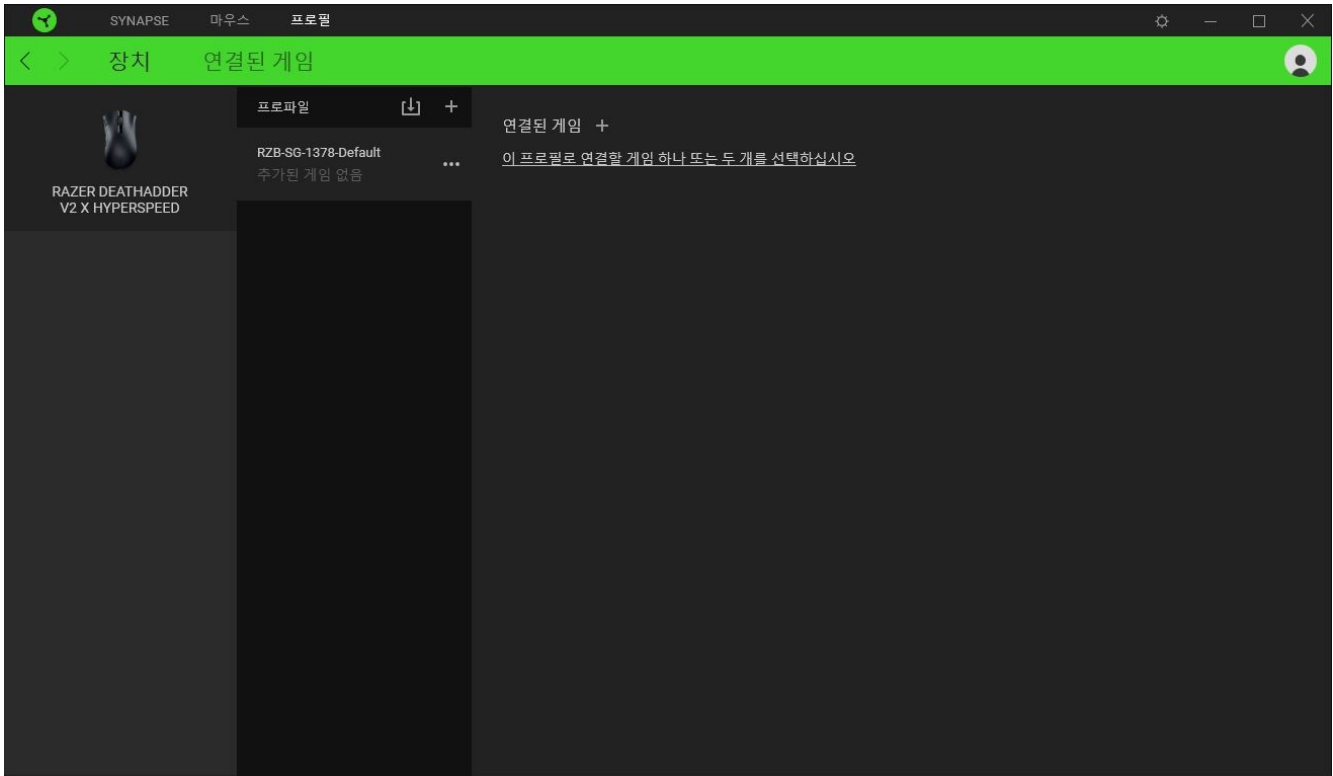 SYNAPSE 마우스 프로필
장치 연결된 게임
RAZER DEATHADDER
V2 X HYPERSPEED
프로파일
RZB-SG-1378-Default
추가된 게임 없음
연결된 게임
이 프로필로 연결할 게임 하나 또는 두 개를 선택하십시오